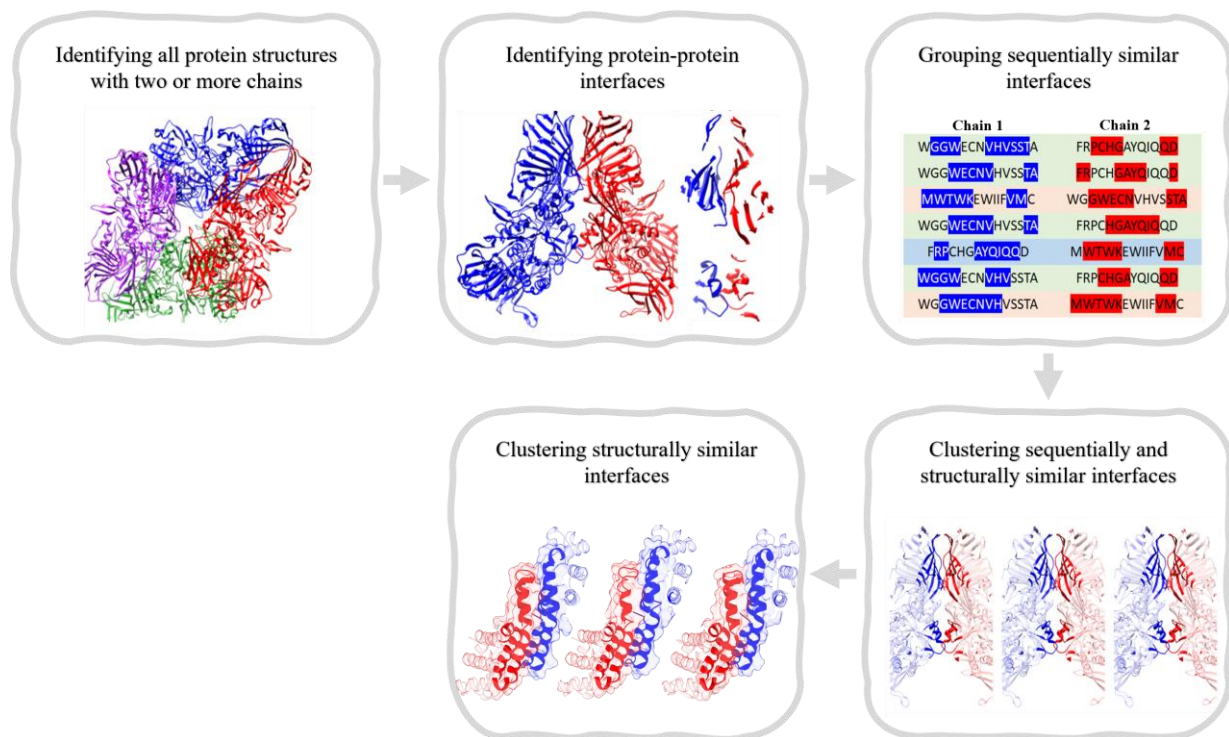 Identifying all protein structures
with two or more chains
Identifying protein-protein
interfaces
Grouping sequentially similar
interfaces
Chain 1 Chain 2
WGGWECNVHVSSTA FRPCHGAYQIQQD
WGGWECNVHVSSTA FRPCHGAYQIQQD
MWTWKEWIIFVMC WGGWECNVHVSSTA
WGGWECNVHVSSTA FRPCHGAYQIQQD
FRPCHGAYQIQQD MWTWKEWIIFVMC
WGGWECNVHVSSTA FRPCHGAYQIQQD
WGGWECNVHVSSTA MWTWKEWIIFVMC
Clustering structurally similar
interfaces
Clustering sequentially and
structurally similar interfaces